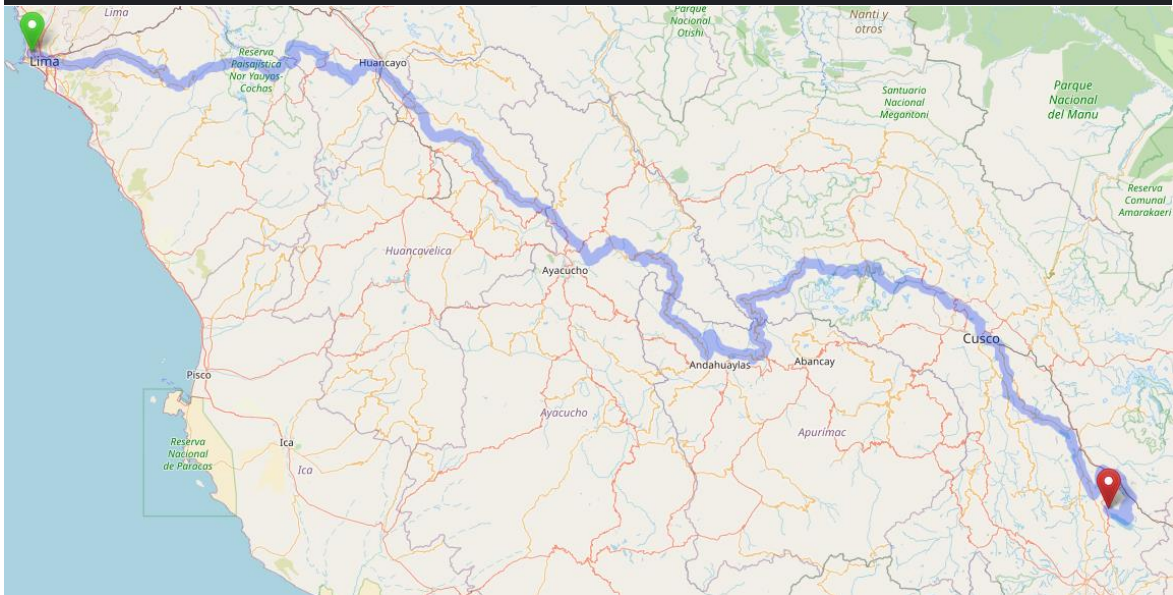 Lima
Parque
Nacional
Otishi
Nanti y
otros
Lima
Reserva
Paisajística
Nor Yauyos-
Cochas
Huancayo
Santuario
Nacional
Megantoni
Parque
Nacional
del Manu
Reserva
Comunal
Amarakaeri
Huancavelica
Ayacucho
Cusco
Andahuaylas
Abancay
Pisco
Ayacucho
Apurímac
Reserva
Nacional
de Paracas
Ica
Ica